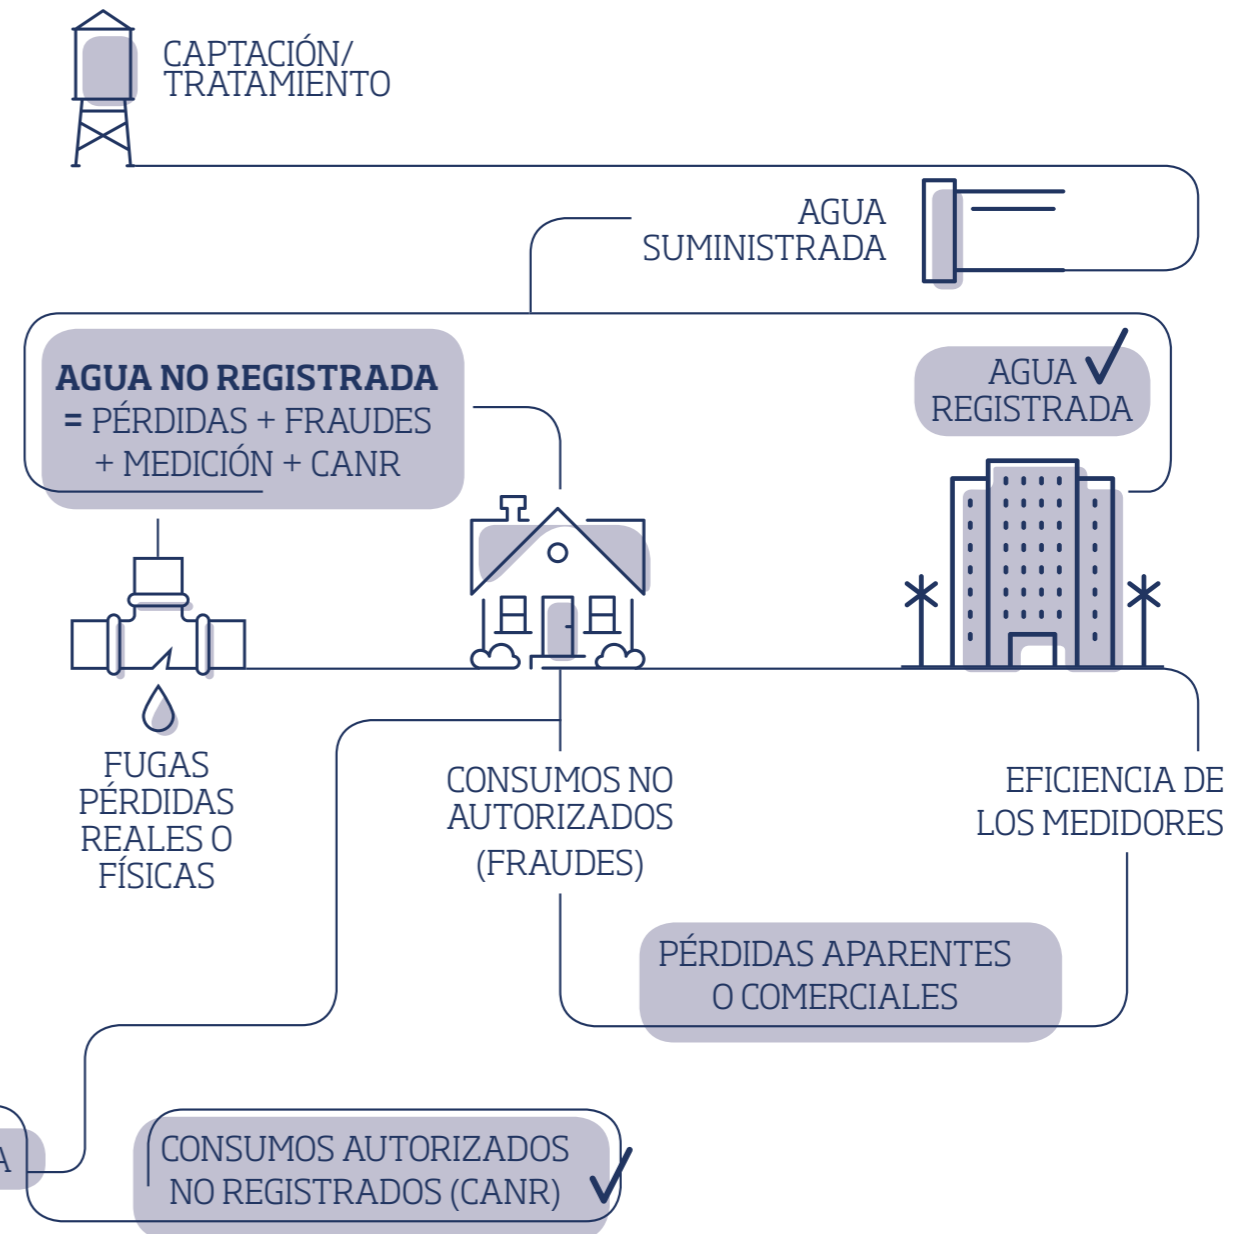 CAPTACIÓN/
TRATAMIENTO
AGUA
SUMINISTRADA
AGUA NO REGISTRADA
= PÉRDIDAS + FRAUDES
+ MEDICIÓN + CANR
AGUA
REGISTRADA
FUGAS
PÉRDIDAS
REALES O
FÍSICAS
CONSUMOS NO
AUTORIZADOS
(FRAUDES)
EFICIENCIA DE
LOS MEDIDORES
PÉRDIDAS APARENTES
O COMERCIALES
CONSUMOS AUTORIZADOS
NO REGISTRADOS (CANR)